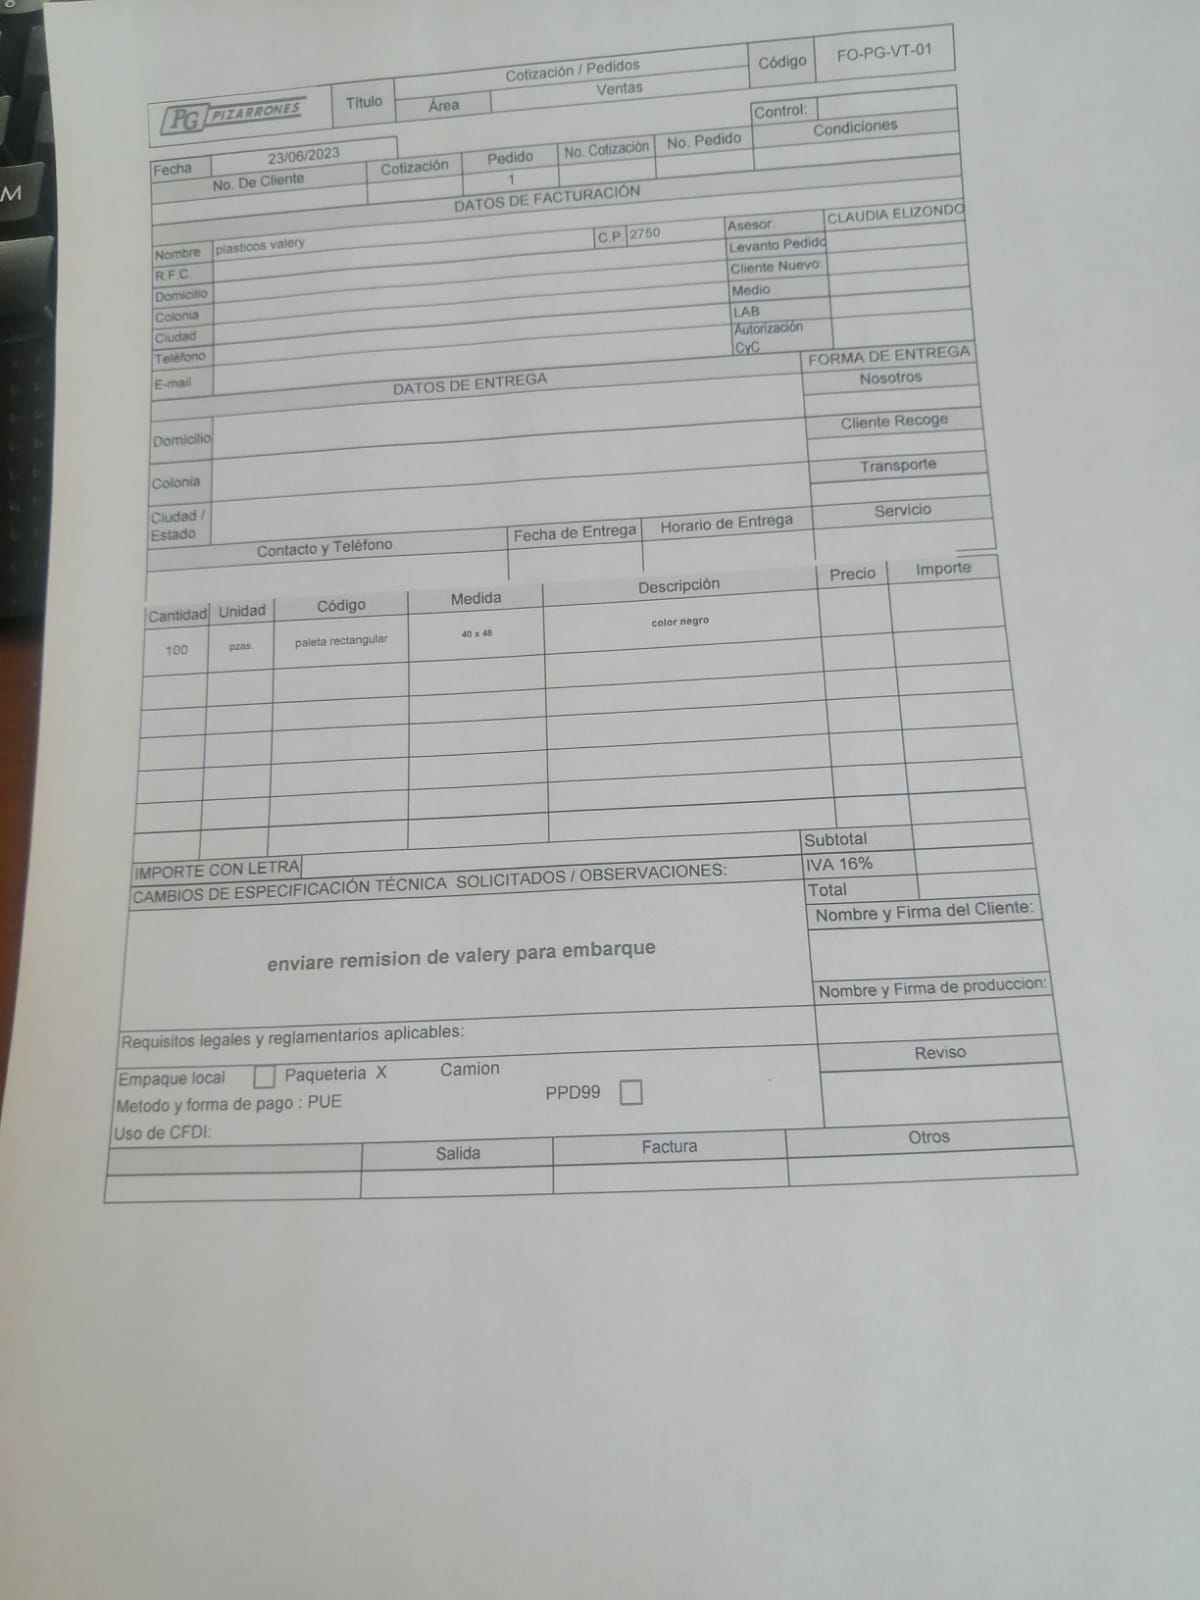 PG PIZARRONES
Título
Cotización / Pedidos
Código
FO-PG-VT-01
Área
Ventas
Control:
Fecha
23/06/2023
No. De Cliente
Cotización
Pedido
No. Cotización
No. Pedido
Condiciones
1
DATOS DE FACTURACIÓN
Nombre
plasticos valery
C.P.
2750
Asesor:
CLAUDIA ELIZONDO
R.F.C.
Levanto Pedido
Domicilio
Cliente Nuevo:
Colonia
Medio
Ciudad
LAB
Teléfono
Autorización
CyC
E-mail
DATOS DE ENTREGA
FORMA DE ENTREGA
Nosotros
Domicilio
Cliente Recoge
Colonia
Transporte
Ciudad /
Estado
Servicio
Contacto y Teléfono
Fecha de Entrega
Horario de Entrega
Cantidad
Unidad
Código
Medida
Descripción
Precio
Importe
100
pzas.
paleta rectangular
40 x 48
color negro
Subtotal
IMPORTE CON LETRA
IVA 16%
CAMBIOS DE ESPECIFICACIÓN TÉCNICA SOLICITADOS / OBSERVACIONES:
Total
Nombre y Firma del Cliente:
enviare remision de valery para embarque
Nombre y Firma de produccion:
Requisitos legales y reglamentarios aplicables:
Reviso
Empaque local
Paqueteria X
Camion
Metodo y forma de pago : PUE
PPD99
Uso de CFDI:
Salida
Factura
Otros
M